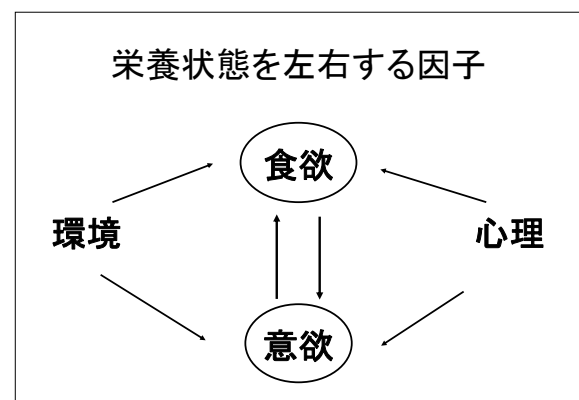 栄養状態を左右する因子
食欲
環境
心理
意欲